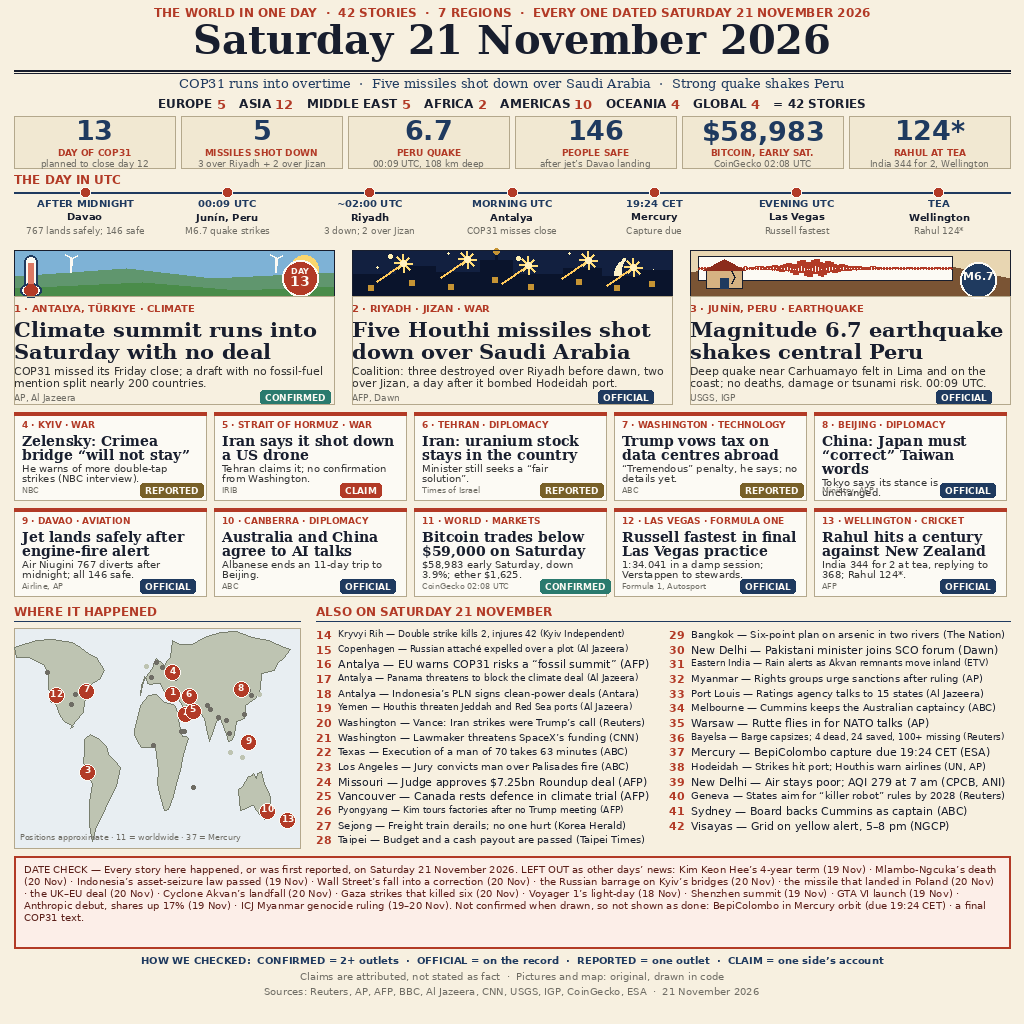 THE WORLD IN ONE DAY · 42 STORIES · 7 REGIONS · EVERY ONE DATED SATURDAY 21 NOVEMBER 2026
Saturday 21 November 2026
COP31 runs into overtime · Five missiles shot down over Saudi Arabia · Strong quake shakes Peru
EUROPE 5 ASIA 12 MIDDLE EAST 5 AFRICA 2 AMERICAS 10 OCEANIA 4 GLOBAL 4 = 42 STORIES
13
DAY OF COP31
planned to close day 12
5
MISSILES SHOT DOWN
3 over Riyadh + 2 over Jizan
6.7
PERU QUAKE
00:09 UTC, 108 km deep
146
PEOPLE SAFE
after jet's Davao landing
$58,983
BITCOIN, EARLY SAT.
CoinGecko 02:08 UTC
124*
RAHUL AT TEA
India 344 for 2, Wellington
THE DAY IN UTC
AFTER MIDNIGHT
Davao
767 lands safely; 146 safe
00:09 UTC
Junín, Peru
M6.7 quake strikes
~02:00 UTC
Riyadh
3 down; 2 over Jizan
MORNING UTC
Antalya
COP31 misses close
19:24 CET
Mercury
Capture due
EVENING UTC
Las Vegas
Russell fastest
TEA
Wellington
Rahul 124*
DAY
13
1 · ANTALYA, TÜRKIYE · CLIMATE
Climate summit runs into
Saturday with no deal
COP31 missed its Friday close; a draft with no fossil-fuel
mention split nearly 200 countries.
AP, Al Jazeera
CONFIRMED
2 · RIYADH · JIZAN · WAR
Five Houthi missiles shot
down over Saudi Arabia
Coalition: three destroyed over Riyadh before dawn, two
over Jizan, a day after it bombed Hodeidah port.
AFP, Dawn
OFFICIAL
M6.7
3 · JUNÍN, PERU · EARTHQUAKE
Magnitude 6.7 earthquake
shakes central Peru
Deep quake near Carhuamayo felt in Lima and on the
coast; no deaths, damage or tsunami risk. 00:09 UTC.
USGS, IGP
OFFICIAL
4 · KYIV · WAR
Zelensky: Crimea
bridge “will not stay”
He warns of more double-tap
strikes (NBC interview).
NBC
REPORTED
5 · STRAIT OF HORMUZ · WAR
Iran says it shot down
a US drone
Tehran claims it; no confirmation
from Washington.
IRIB
CLAIM
6 · TEHRAN · DIPLOMACY
Iran: uranium stock
stays in the country
Minister still seeks a “fair
solution”.
Times of Israel
REPORTED
7 · WASHINGTON · TECHNOLOGY
Trump vows tax on
data centres abroad
“Tremendous” penalty, he says; no
details yet.
ABC
REPORTED
8 · BEIJING · DIPLOMACY
China: Japan must
“correct” Taiwan
words
Tokyo says its stance is
unchanged.
AFP
OFFICIAL
9 · DAVAO · AVIATION
Jet lands safely after
engine-fire alert
Air Niugini 767 diverts after
midnight; all 146 safe.
Airline, AP
OFFICIAL
10 · CANBERRA · DIPLOMACY
Australia and China
agree to AI talks
Albanese ends an 11-day trip to
Beijing.
ABC
OFFICIAL
11 · WORLD · MARKETS
Bitcoin trades below
$59,000 on Saturday
$58,983 early Saturday, down
3.9%; ether $1,625.
CoinGecko 02:08 UTC
CONFIRMED
12 · LAS VEGAS · FORMULA ONE
Russell fastest in final
Las Vegas practice
1:34.041 in a damp session;
Verstappen to stewards.
Formula 1, Autosport
OFFICIAL
13 · WELLINGTON · CRICKET
Rahul hits a century
against New Zealand
India 344 for 2 at tea, replying to
368; Rahul 124*.
AFP
OFFICIAL
WHERE IT HAPPENED
4
12
7
1
6
8
5
9
3
10
13
Positions approximate · 11 = worldwide · 37 = Mercury
ALSO ON SATURDAY 21 NOVEMBER
14 Kryvyi Rih — Double strike kills 2, injures 42 (Kyiv Independent)
15 Copenhagen — Russian attaché expelled over a plot (Al Jazeera)
16 Antalya — EU warns COP31 risks a “fossil summit” (AFP)
17 Antalya — Panama threatens to block the climate deal (Al Jazeera)
18 Antalya — Indonesia's PLN signs clean-power deals (Antara)
19 Yemen — Houthis threaten Jeddah and Red Sea ports (Al Jazeera)
20 Washington — Vance: Iran strikes were Trump's call (Reuters)
21 Washington — Lawmaker threatens SpaceX's funding (CNN)
22 Texas — Execution of a man of 70 takes 63 minutes (ABC)
23 Los Angeles — Jury convicts man over Palisades fire (ABC)
24 Missouri — Judge approves $7.25bn Roundup deal (AFP)
25 Vancouver — Canada rests defence in climate trial (AFP)
26 Pyongyang — Kim tours factories after no Trump meeting (AFP)
27 Sejong — Freight train derails; no one hurt (Korea Herald)
28 Taipei — Budget and a cash payout are passed (Taipei Times)
29 Bangkok — Six-point plan on arsenic in two rivers (The Nation)
30 New Delhi — Pakistani minister joins SCO forum (Dawn)
31 Eastern India — Rain alerts as Akvan remnants move inland (ETV)
32 Myanmar — Rights groups urge sanctions after ruling (AP)
33 Port Louis — Ratings agency talks to 15 states (Al Jazeera)
34 Melbourne — Cummins keeps the Australian captaincy (ABC)
35 Warsaw — Rutte flies in for NATO talks (AP)
36 Bayelsa — Barge capsizes; 4 dead, 24 saved, 100+ missing (Reuters)
37 Mercury — BepiColombo capture due 19:24 CET (ESA)
38 Hodeidah — Strikes hit port; Houthis warn airlines (UN, AP)
39 New Delhi — Air stays poor; AQI 279 at 7 am (CPCB, ANI)
40 Geneva — States aim for “killer robot” rules by 2028 (Reuters)
41 Sydney — Board backs Cummins as captain (ABC)
42 Visayas — Grid on yellow alert, 5–8 pm (NGCP)
DATE CHECK — Every story here happened, or was first reported, on Saturday 21 November 2026. LEFT OUT as other days' news: Kim Keon Hee's 4-year term (19 Nov) · Mlambo-Ngcuka's death
(20 Nov) · Indonesia's asset-seizure law passed (19 Nov) · Wall Street's fall into a correction (20 Nov) · the Russian barrage on Kyiv's bridges (20 Nov) · the missile that landed in Poland (20 Nov)
· the UK–EU deal (20 Nov) · Cyclone Akvan's landfall (20 Nov) · Gaza strikes that killed six (20 Nov) · Voyager 1's light-day (18 Nov) · Shenzhen summit (19 Nov) · GTA VI launch (19 Nov) ·
Anthropic debut, shares up 17% (19 Nov) · ICJ Myanmar genocide ruling (19–20 Nov). Not confirmed when drawn, so not shown as done: BepiColombo in Mercury orbit (due 19:24 CET) · a final
COP31 text.
HOW WE CHECKED: CONFIRMED = 2+ outlets · OFFICIAL = on the record · REPORTED = one outlet · CLAIM = one side's account
Claims are attributed, not stated as fact · Pictures and map: original, drawn in code
Sources: Reuters, AP, AFP, BBC, Al Jazeera, CNN, USGS, IGP, CoinGecko, ESA · 21 November 2026